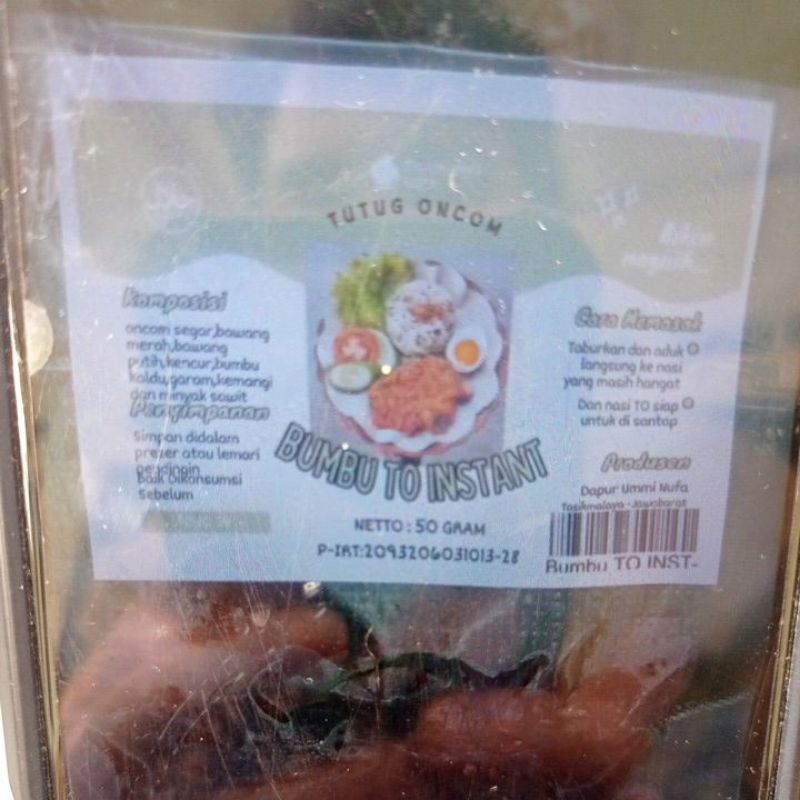 TUTUG ONCOM
Komposisi
oncom segar,bawang
merah,bawang
putih,kencur,bumbu
kaldu,garam,kemangi
dan minyak sawit
Penyimpanan
Simpan didalam
prezer atau lemari
pendingin
Baik Dikonsumsi
Sebelum
BUMBU TO INSTANT
NETTO : 50 GRAM
P-IRT:2093206031013-28
Cara Memasak
Taburkan dan aduk
langsung ke nasi
yang masih hangat
Dan nasi TO siap
untuk di santap
Produsen
Dapur Ummi Nufa
Tasikmalaya -Jawabarat
Bumbu TO INST-